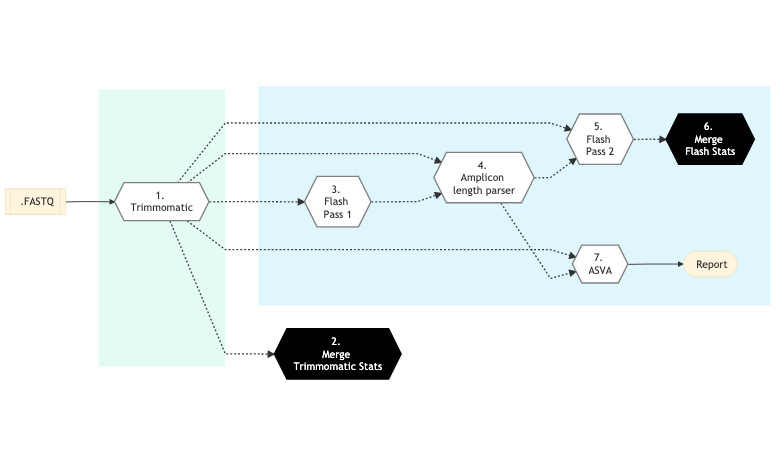 .FASTQ
1.
Trimmomatic
2.
Merge
Trimmomatic Stats
3.
Flash
Pass 1
4.
Amplicon
length parser
5.
Flash
Pass 2
6.
Merge
Flash Stats
7.
ASVA
Report